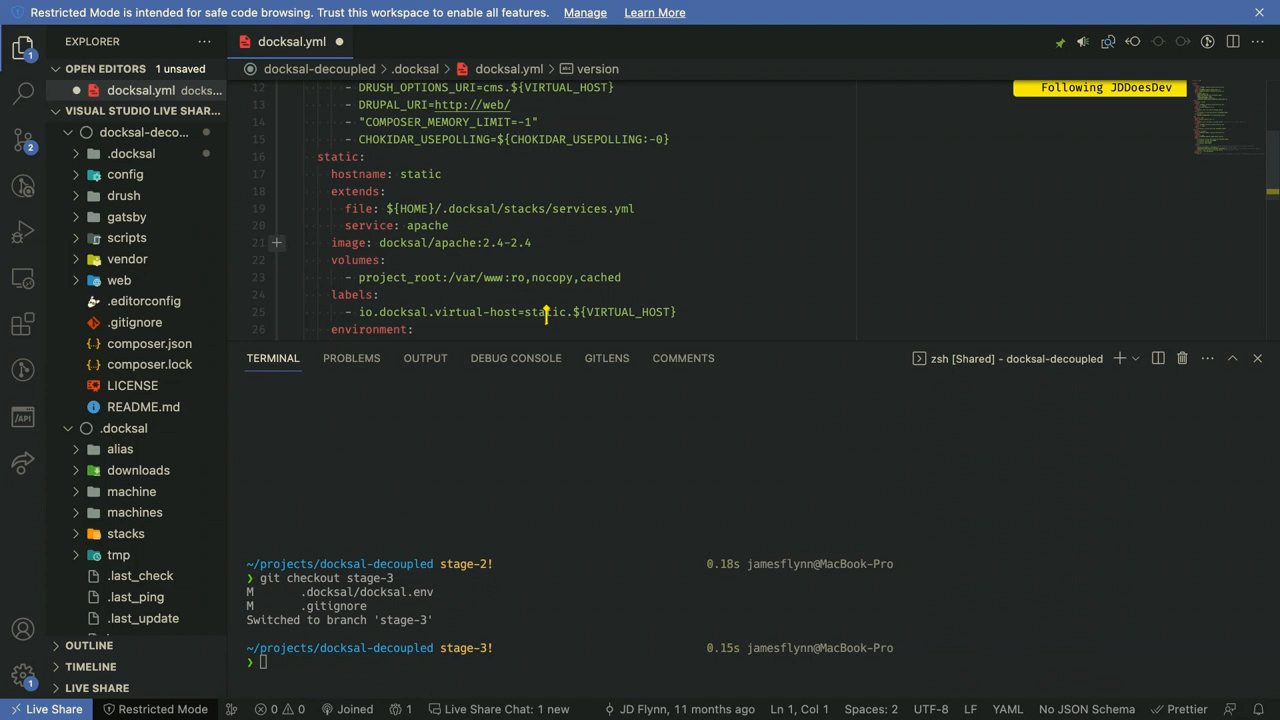 Restricted Mode is intended for safe code browsing. Trust this workspace to enable all features. Manage Learn More
EXPLORER
docksal.yml
OPEN EDITORS 1 unsaved
docksal.yml docks...
docksal-decoupled > .docksal > docksal.yml > version
VISUAL STUDIO LIVE SHAR...
docksal-deco...
.docksal
config
drush
gatsby
scripts
vendor
web
.editorconfig
.gitignore
composer.json
composer.lock
LICENSE
README.md
.docksal
alias
downloads
machine
machines
stacks
tmp
.last_check
.last_ping
.last_update
OUTLINE
TIMELINE
LIVE SHARE
Following JDDoesDev
12 - DRUSH_OPTIONS_URI=cms.${VIRTUAL_HOST}
13 - DRUPAL_URI=http://web/
14 - "COMPOSER_MEMORY_LIMIT=-1"
15 - CHOKIDAR_USEPOLLING=${CHOKIDAR_USEPOLLING:-0}
16 static:
17 hostname: static
18 extends:
19 file: ${HOME}/.docksal/stacks/services.yml
20 service: apache
21 image: docksal/apache:2.4-2.4
22 volumes:
23 - project_root:/var/www:ro,nocopy,cached
24 labels:
25 - io.docksal.virtual-host=static.${VIRTUAL_HOST}
26 environment:
TERMINAL PROBLEMS OUTPUT DEBUG CONSOLE GITLENS COMMENTS zsh [Shared] - docksal-decoupled
~/projects/docksal-decoupled stage-2! 0.18s jamesflynn@MacBook-Pro
❯ git checkout stage-3
M .docksal/docksal.env
M .gitignore
Switched to branch 'stage-3'
~/projects/docksal-decoupled stage-3! 0.15s jamesflynn@MacBook-Pro
❯
1
2
/API
1
Live Share Restricted Mode 0 0 Joined 1 Live Share Chat: 1 new JD Flynn, 11 months ago Ln 1, Col 1 Spaces: 2 UTF-8 LF YAML No JSON Schema Prettier